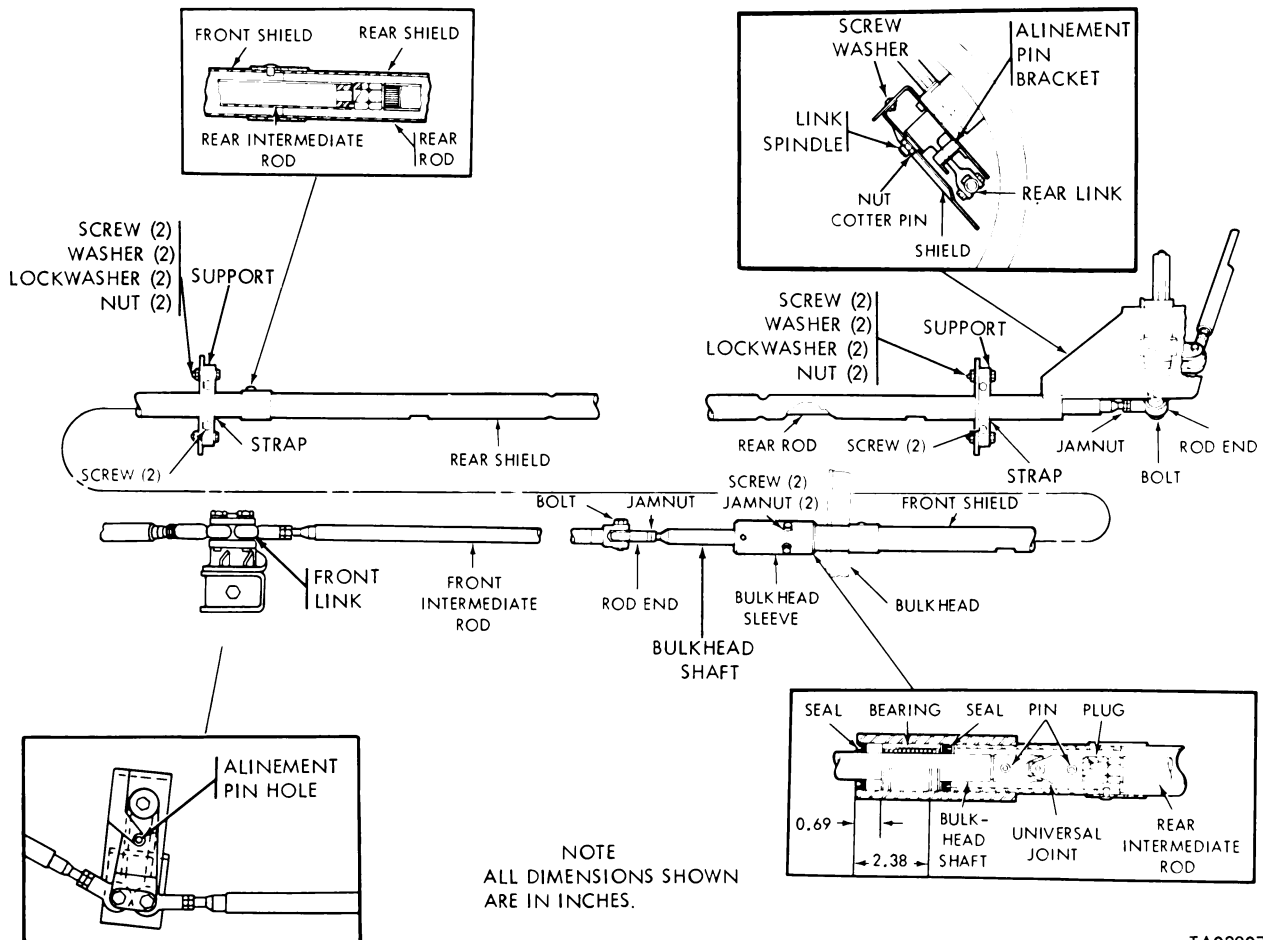 FRONT SHIELD
REAR SHIELD
REAR INTERMEDIATE
ROD
REAR
ROD
SCREW
WASHER
ALINEMENT
PIN
BRACKET
LINK
SPINDLE
NUT
COTTER PIN
REAR LINK
SHIELD
SCREW (2)
WASHER (2)
LOCKWASHER (2)
NUT (2)
SUPPORT
STRAP
SCREW (2)
REAR SHIELD
SCREW (2)
WASHER (2)
LOCKWASHER (2)
NUT (2)
SUPPORT
REAR ROD
SCREW (2)
STRAP
JAMNUT
ROD END
BOLT
FRONT
LINK
FRONT
INTERMEDIATE
ROD
BOLT
JAMNUT
SCREW (2)
JAMNUT (2)
FRONT SHIELD
ROD END
BULKHEAD
SLEEVE
BULKHEAD
BULKHEAD
SHAFT
ALINEMENT
PIN HOLE
F
F
A
NOTE
ALL DIMENSIONS SHOWN
ARE IN INCHES.
SEAL
BEARING
SEAL
PIN
PLUG
0.69
2.38
BULK-
HEAD
SHAFT
UNIVERSAL
JOINT
REAR
INTERMEDIATE
ROD